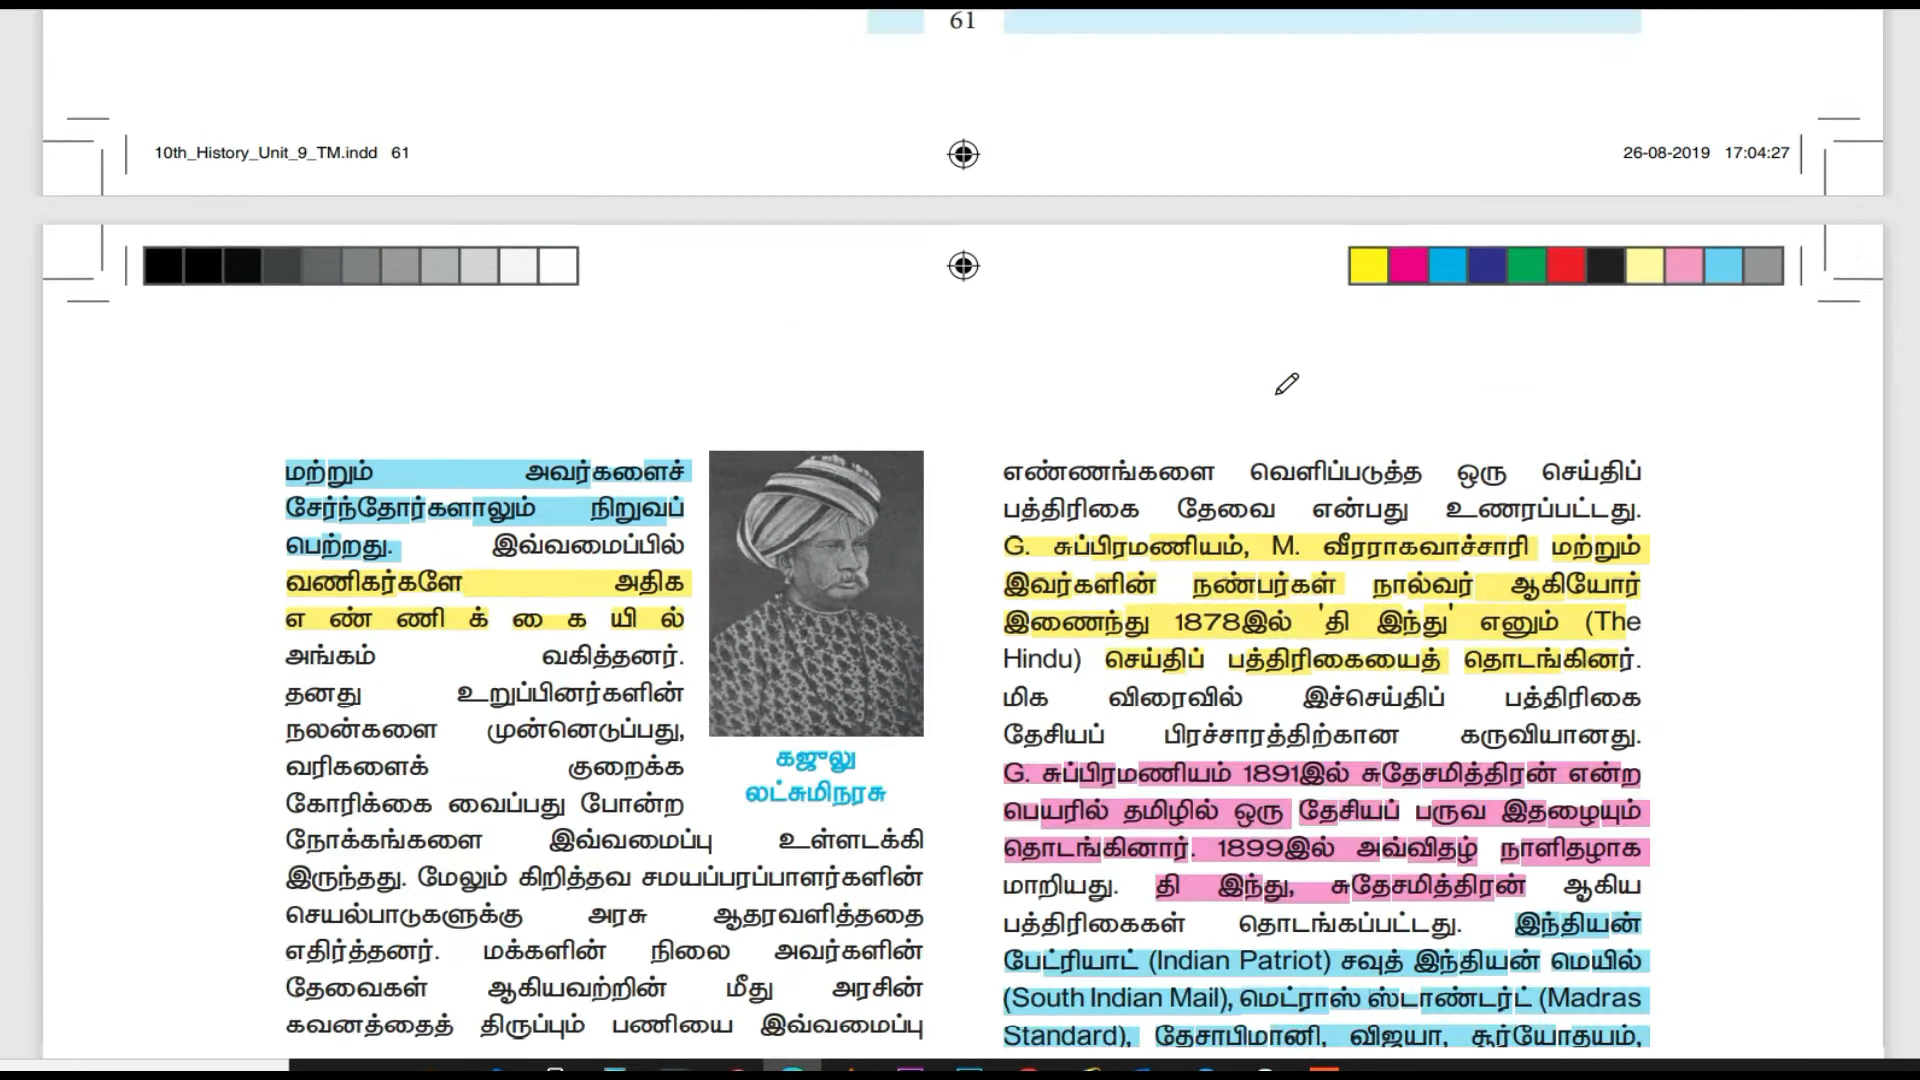 61
10th_History_Unit_9_TM.indd 61
26-08-2019 17:04:27
மற்றும் அவர்களைச்
சேர்ந்தோர்களாலும் நிறுவப்
பெற்றது. இவ்வமைப்பில்
வணிகர்களே அதிக
எ ண் ணி க் கை யி ல்
அங்கம் வகித்தனர்.
தனது உறுப்பினர்களின்
நலன்களை முன்னெடுப்பது,
வரிகளைக் குறைக்க
கோரிக்கை வைப்பது போன்ற
நோக்கங்களை இவ்வமைப்பு உள்ளடக்கி
இருந்தது. மேலும் கிறித்தவ சமயப்பரப்பாளர்களின்
செயல்பாடுகளுக்கு அரசு ஆதரவளித்ததை
எதிர்த்தனர். மக்களின் நிலை அவர்களின்
தேவைகள் ஆகியவற்றின் மீது அரசின்
கவனத்தைத் திருப்பும் பணியை இவ்வமைப்பு
கஜுலு
லட்சுமிநரசு
எண்ணங்களை வெளிப்படுத்த ஒரு செய்திப்
பத்திரிகை தேவை என்பது உணரப்பட்டது.
G. சுப்பிரமணியம், M. வீரராகவாச்சாரி மற்றும்
இவர்களின் நண்பர்கள் நால்வர் ஆகியோர்
இணைந்து 1878இல் 'தி இந்து' எனும் (The
Hindu) செய்திப் பத்திரிகையைத் தொடங்கினர்.
மிக விரைவில் இச்செய்திப் பத்திரிகை
தேசியப் பிரச்சாரத்திற்கான கருவியானது.
G. சுப்பிரமணியம் 1891இல் சுதேசமித்திரன் என்ற
பெயரில் தமிழில் ஒரு தேசியப் பருவ இதழையும்
தொடங்கினார். 1899இல் அவ்விதழ் நாளிதழாக
மாறியது. தி இந்து, சுதேசமித்திரன் ஆகிய
பத்திரிகைகள் தொடங்கப்பட்டது. இந்தியன்
பேட்ரியாட் (Indian Patriot) சவுத் இந்தியன் மெயில்
(South Indian Mail), மெட்ராஸ் ஸ்டாண்டர்ட் (Madras
Standard), தேசாபிமானி, விஜயா, சூர்யோதயம்,